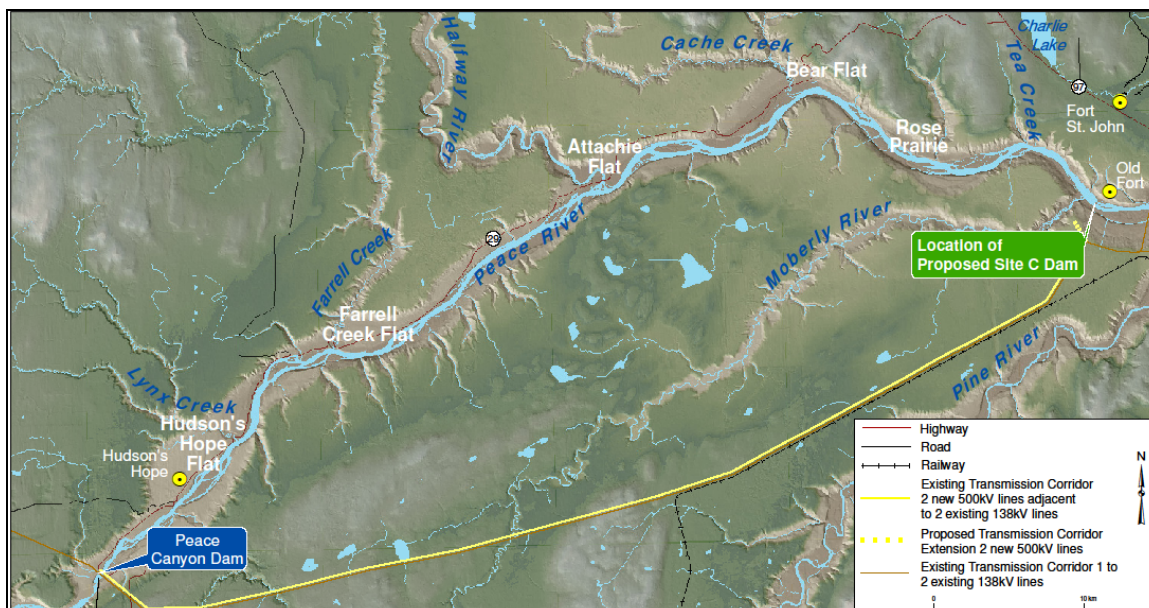 Halfway River
Cache Creek
Charlie
Lake
Tea Creek
97
Bear Flat
Fort
St. John
Rose
Prairie
Attachie
Flat
Old
Fort
Peace River
29
Moberly River
Location of
Proposed Site C Dam
Farrell Creek
Farrell
Creek Flat
Pine River
Lynx Creek
Hudson's
Hope
Flat
Hudson's
Hope
Peace
Canyon Dam
Highway
Road
Railway
Existing Transmission Corridor
2 new 500kV lines adjacent
to 2 existing 138kV lines
Proposed Transmission Corridor
Extension 2 new 500kV lines
Existing Transmission Corridor 1 to
2 existing 138kV lines
N
0 10 km